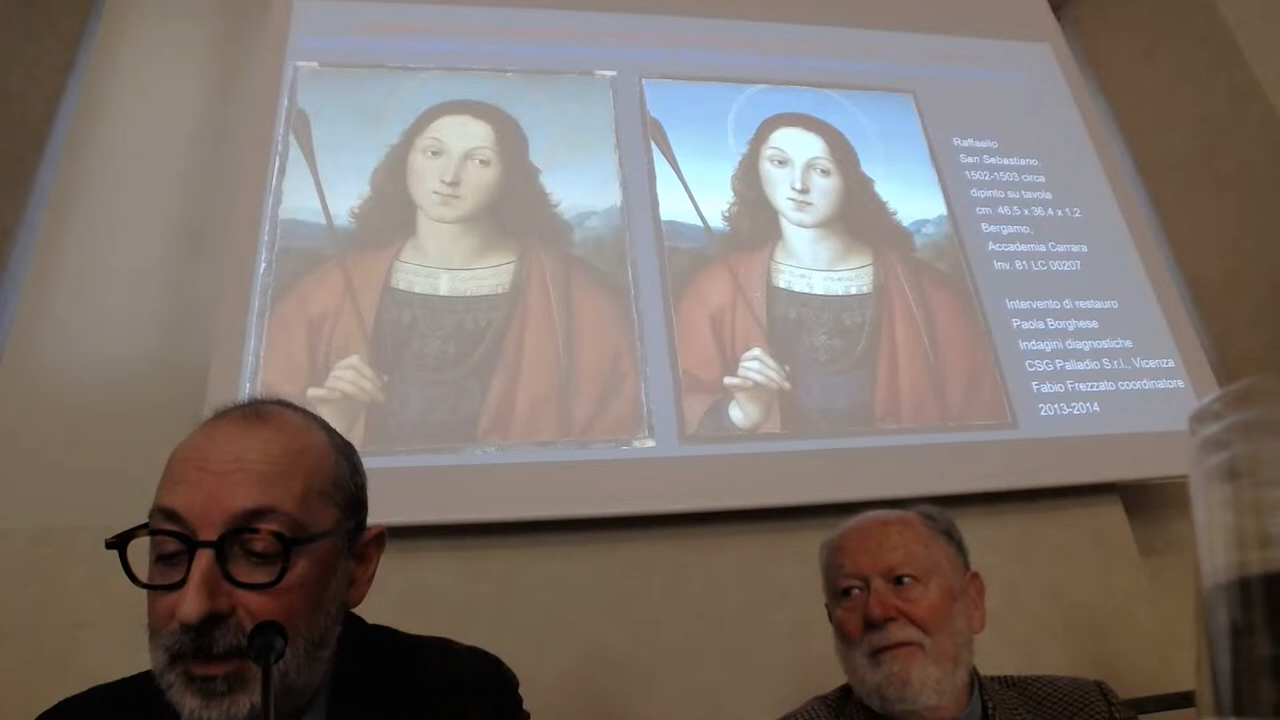 Raffaello
San Sebastiano,
1502-1503 circa
dipinto su tavola
cm 46,5 x 36,4 x 1,2
Bergamo,
Accademia Carrara
Inv. 81 LC 00207
Intervento di restauro
Paola Borghese
Indagini diagnostiche
CSG Palladio S.r.l., Vicenza
Fabio Frezzato coordinatore
2013-2014